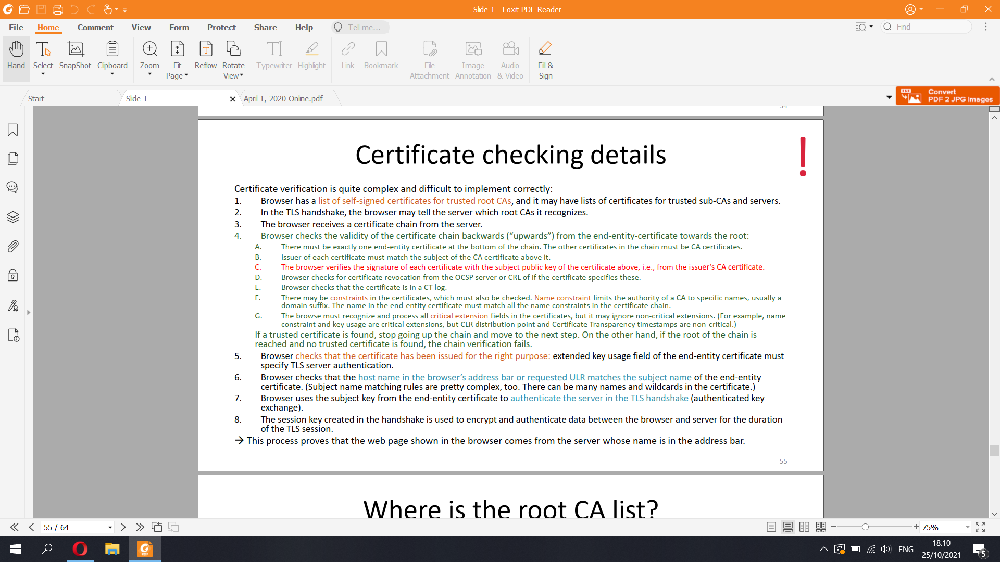 Slide 1 - Foxit PDF Reader
File Home Comment View Form Protect Share Help Tell me... Find
Hand Select SnapShot Clipboard Zoom Fit Page Reflow Rotate View Typewriter Highlight Link Bookmark File Attachment Image Annotation Audio & Video Fill & Sign
Start Slide 1 April 1, 2020 Online.pdf
PDF Convert
PDF 2 JPG Images
54
Certificate checking details !
Certificate verification is quite complex and difficult to implement correctly:
1. Browser has a list of self-signed certificates for trusted root CAs, and it may have lists of certificates for trusted sub-CAs and servers.
2. In the TLS handshake, the browser may tell the server which root CAs it recognizes.
3. The browser receives a certificate chain from the server.
4. Browser checks the validity of the certificate chain backwards (“upwards”) from the end-entity-certificate towards the root:
A. There must be exactly one end-entity certificate at the bottom of the chain. The other certificates in the chain must be CA certificates.
B. Issuer of each certificate must match the subject of the CA certificate above it.
C. The browser verifies the signature of each certificate with the subject public key of the certificate above, i.e., from the issuer’s CA certificate.
D. Browser checks for certificate revocation from the OCSP server or CRL of if the certificate specifies these.
E. Browser checks that the certificate is in a CT log.
F. There may be constraints in the certificates, which must also be checked. Name constraint limits the authority of a CA to specific names, usually a
domain suffix. The name in the end-entity certificate must match all the name constraints in the certificate chain.
G. The browse must recognize and process all critical extension fields in the certificates, but it may ignore non-critical extensions. (For example, name
constraint and key usage are critical extensions, but CLR distribution point and Certificate Transparency timestamps are non-critical.)
If a trusted certificate is found, stop going up the chain and move to the next step. On the other hand, if the root of the chain is
reached and no trusted certificate is found, the chain verification fails.
5. Browser checks that the certificate has been issued for the right purpose: extended key usage field of the end-entity certificate must
specify TLS server authentication.
6. Browser checks that the host name in the browser’s address bar or requested ULR matches the subject name of the end-entity
certificate. (Subject name matching rules are pretty complex, too. There can be many names and wildcards in the certificate.)
7. Browser uses the subject key from the end-entity certificate to authenticate the server in the TLS handshake (authenticated key
exchange).
8. The session key created in the handshake is used to encrypt and authenticate data between the browser and server for the duration
of the TLS session.
→ This process proves that the web page shown in the browser comes from the server whose name is in the address bar.
55
Where is the root CA list?
55 / 64 75%
ENG 18.10
25/10/2021 5